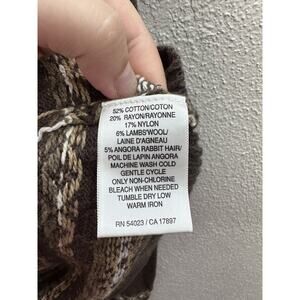 52% COTTON/COTON
20% RAYON/RAYONNE
17% NYLON
6% LAMBS'WOOL/
LAINE D'AGNEAU
5% ANGORA RABBIT HAIR/
POIL DE LAPIN ANGORA
MACHINE WASH COLD
GENTLE CYCLE
ONLY NON-CHLORINE
BLEACH WHEN NEEDED
TUMBLE DRY LOW
WARM IRON
RN 54023 / CA 17897